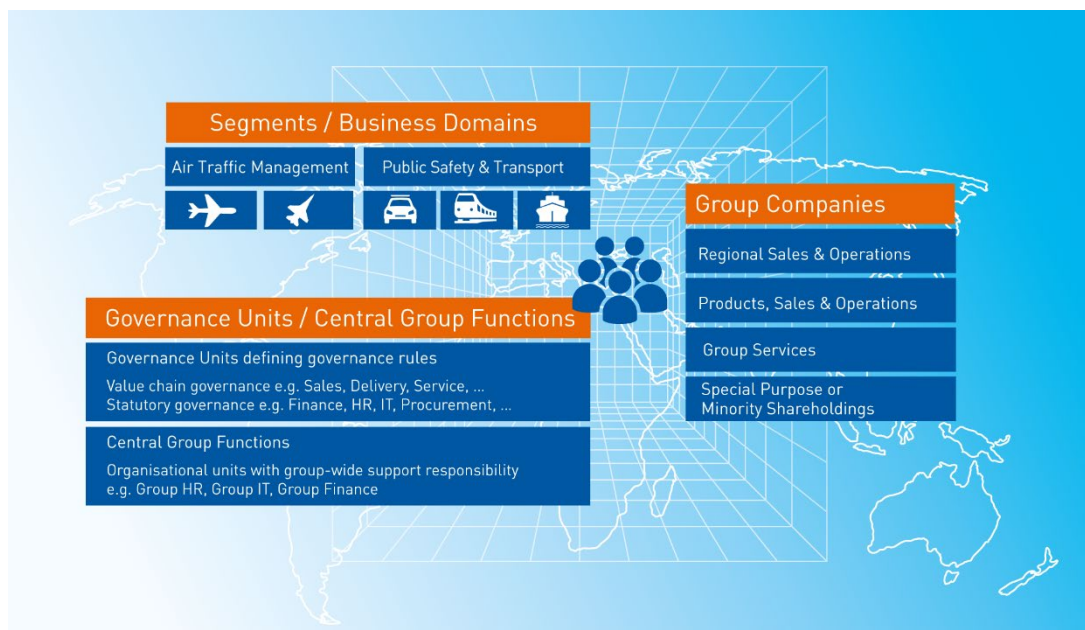 Segments / Business Domains
Air Traffic Management
Public Safety & Transport
Group Companies
Regional Sales & Operations
Products, Sales & Operations
Group Services
Special Purpose or
Minority Shareholdings
Governance Units / Central Group Functions
Governance Units defining governance rules
Value chain governance e.g. Sales, Delivery, Service, ...
Statutory governance e.g. Finance, HR, IT, Procurement, ...
Central Group Functions
Organisational units with group-wide support responsibility
e.g. Group HR, Group IT, Group Finance